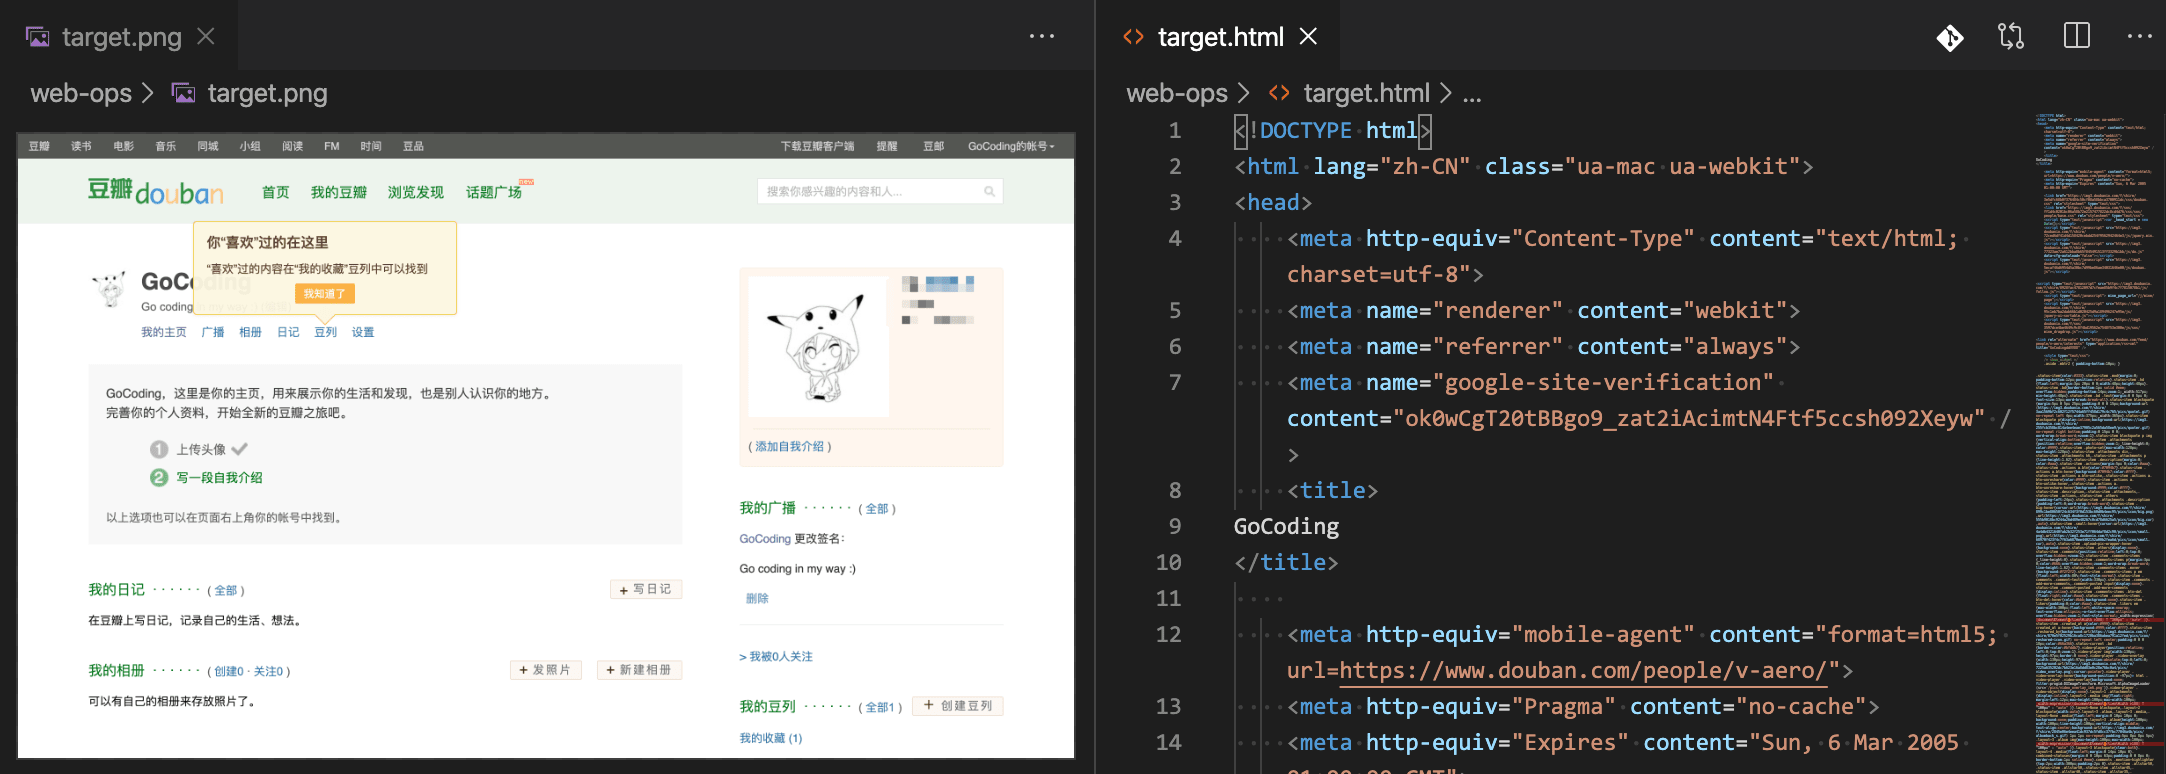 target.png
web-ops > target.png
豆瓣 读书 电影 音乐 同城 小组 阅读 FM 时间 豆品 下载豆瓣客户端 提醒 豆邮 GoCoding的帐号
豆瓣douban 首页 我的豆瓣 浏览发现 话题广场 new 搜索你感兴趣的内容和人...
你“喜欢”过的在这里
“喜欢”过的内容在“我的收藏”豆列中可以找到
我知道了
GoCoding
Go coding in my way :)
我的主页 广播 相册 日记 豆列 设置
GoCoding，这里是你的主页，用来展示你的生活和发现，也是别人认识你的地方。
完善你的个人资料，开始全新的豆瓣之旅吧。
1 上传头像
2 写一段自我介绍
以上选项也可以在页面右上角你的帐号中找到。
我的日记 · · · · · · ( 全部 ) + 写日记
在豆瓣上写日记，记录自己的生活、想法。
我的相册 · · · · · · ( 创建0 · 关注0 ) + 发照片 + 新建相册
可以有自己的相册来存放照片了。
( 添加自我介绍 )
我的广播 · · · · · · ( 全部 )
GoCoding 更改签名：
Go coding in my way :)
删除
> 我被0人关注
我的豆列 · · · · · · ( 全部1 ) + 创建豆列
我的收藏 (1)
target.html
web-ops > target.html > ...
1 <!DOCTYPE html>
2 <html lang="zh-CN" class="ua-mac ua-webkit">
3 <head>
4 <meta http-equiv="Content-Type" content="text/html;
charset=utf-8">
5 <meta name="renderer" content="webkit">
6 <meta name="referrer" content="always">
7 <meta name="google-site-verification"
content="ok0wCgT20tBBgo9_zat2iAcimtN4Ftf5ccsh092Xeyw" /
>
8 <title>
9 GoCoding
10 </title>
11
12 <meta http-equiv="mobile-agent" content="format=html5;
url=https://www.douban.com/people/v-aero/">
13 <meta http-equiv="Pragma" content="no-cache">
14 <meta http-equiv="Expires" content="Sun, 6 Mar 2005